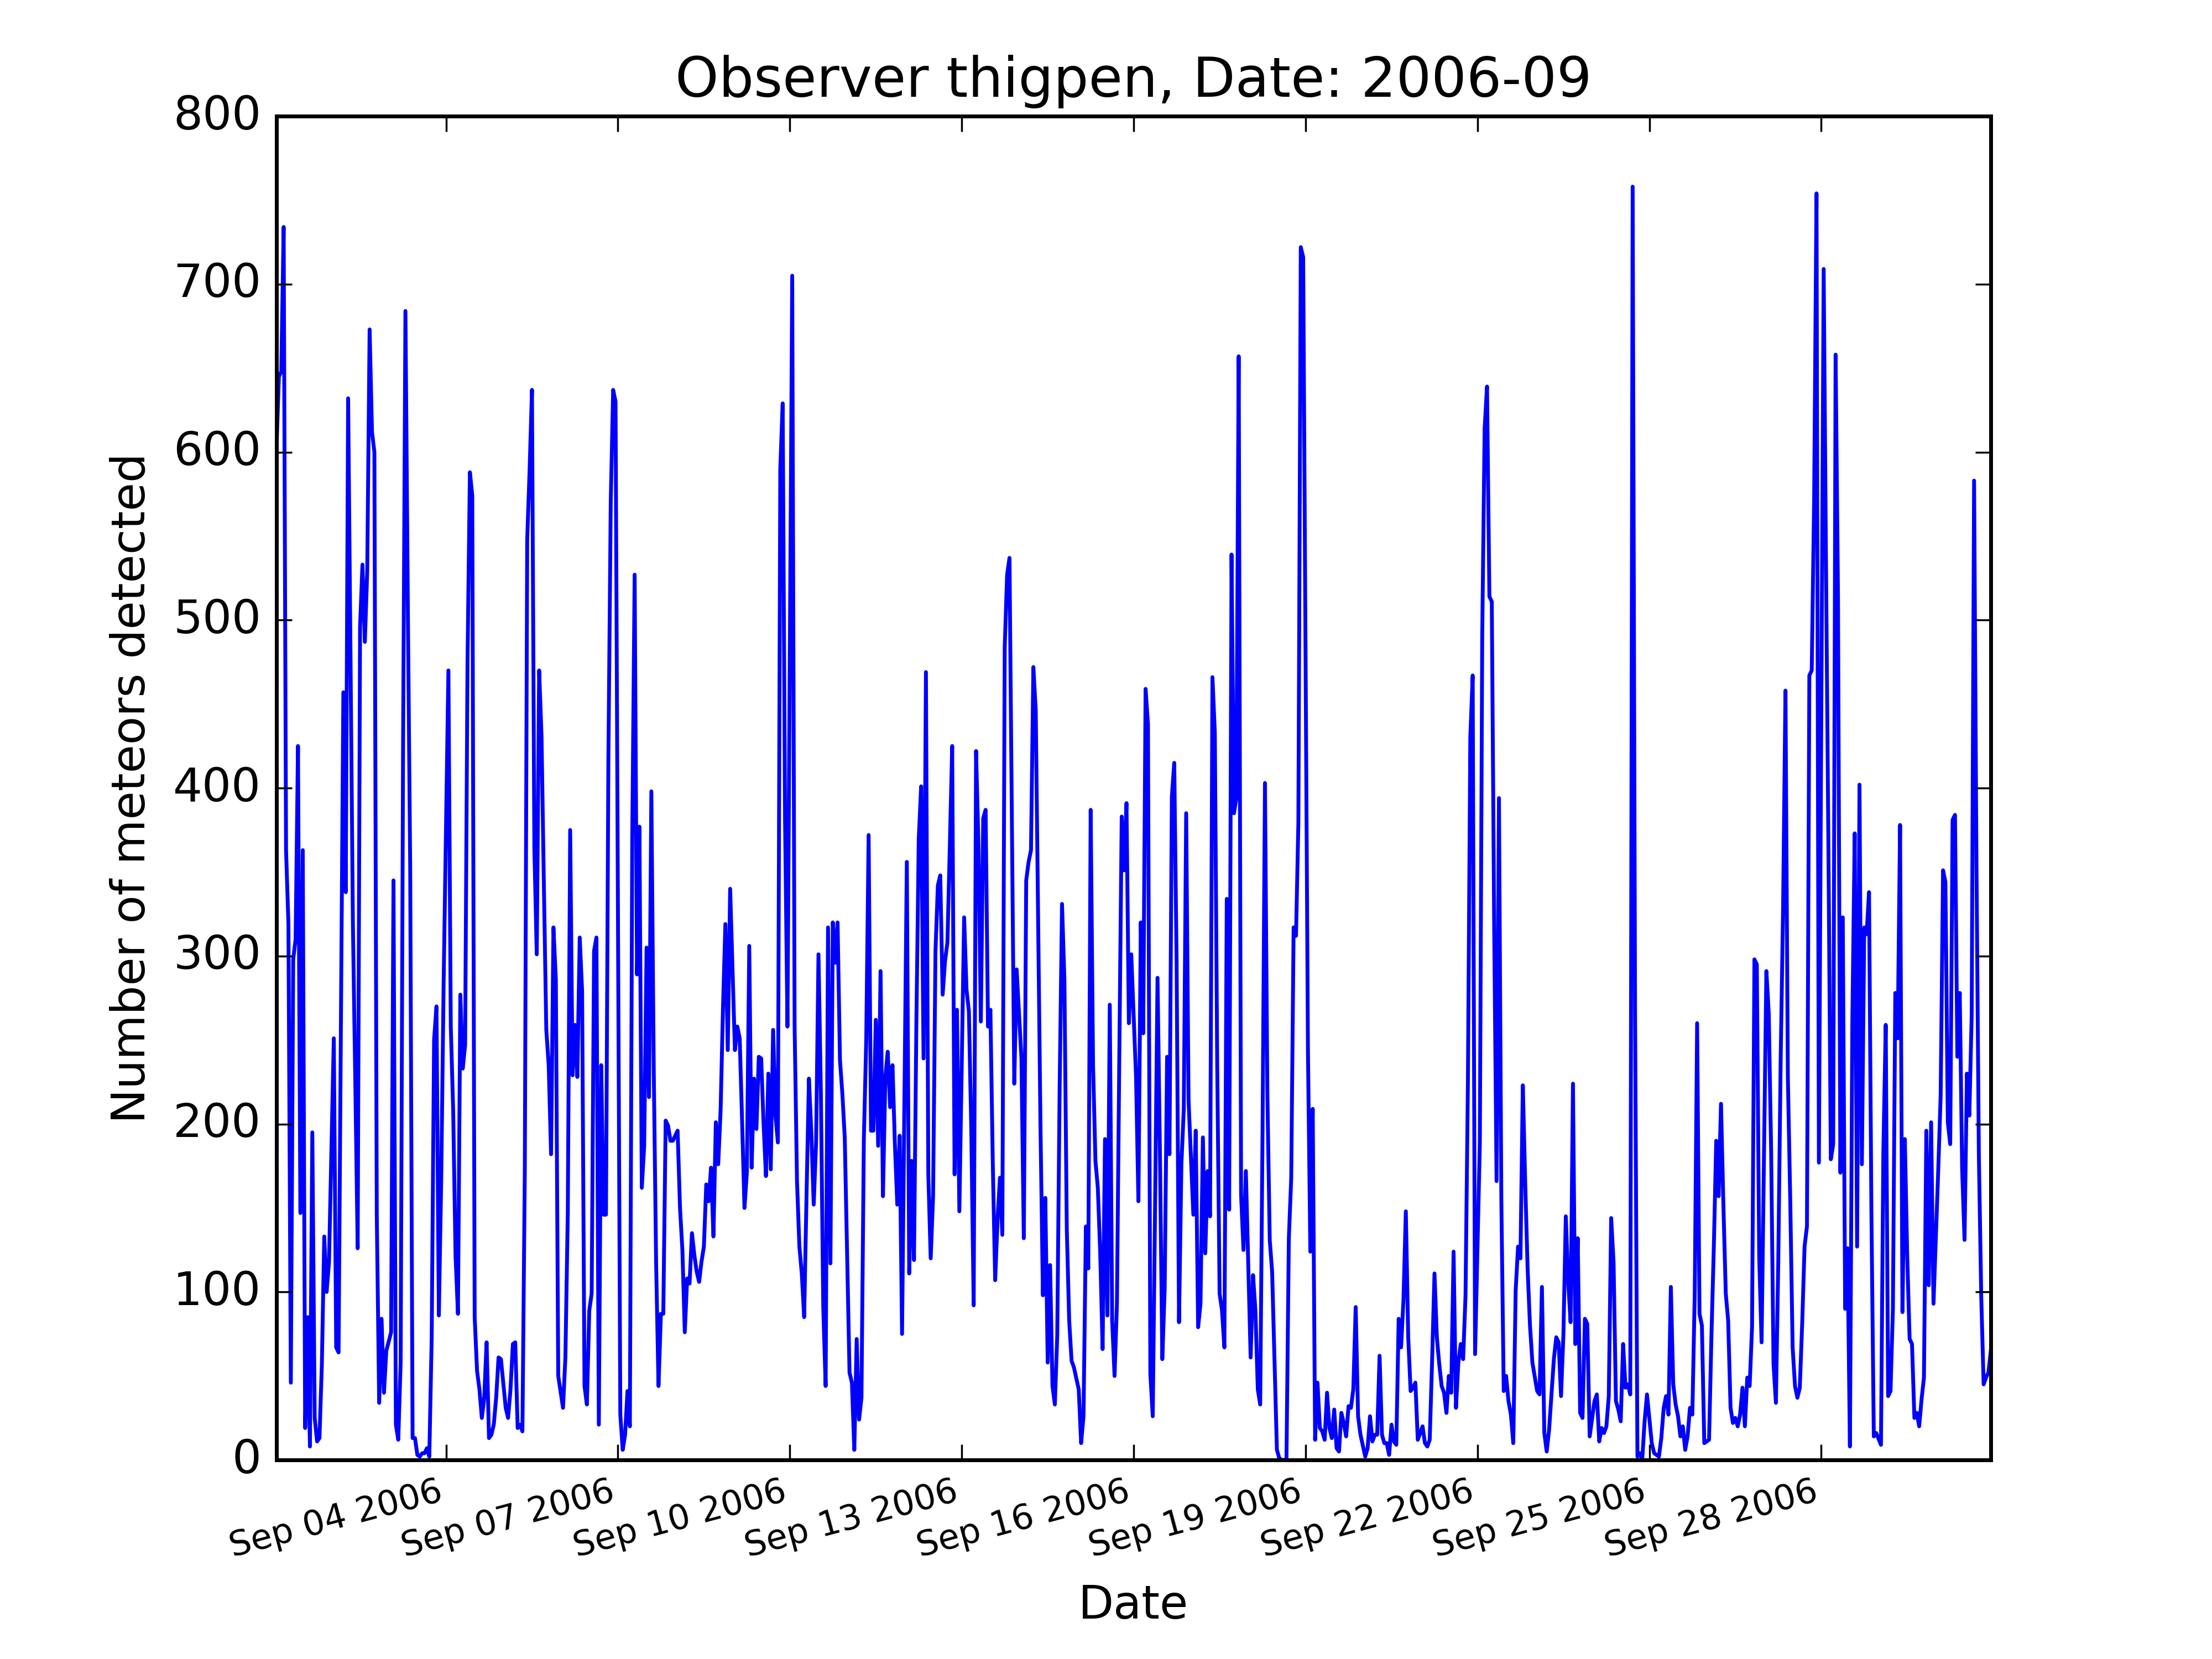 Observer thigpen, Date: 2006-09
800
700
600
500
400
300
200
100
0
Number of meteors detected
Sep 04 2006
Sep 07 2006
Sep 10 2006
Sep 13 2006
Sep 16 2006
Sep 19 2006
Sep 22 2006
Sep 25 2006
Sep 28 2006
Date